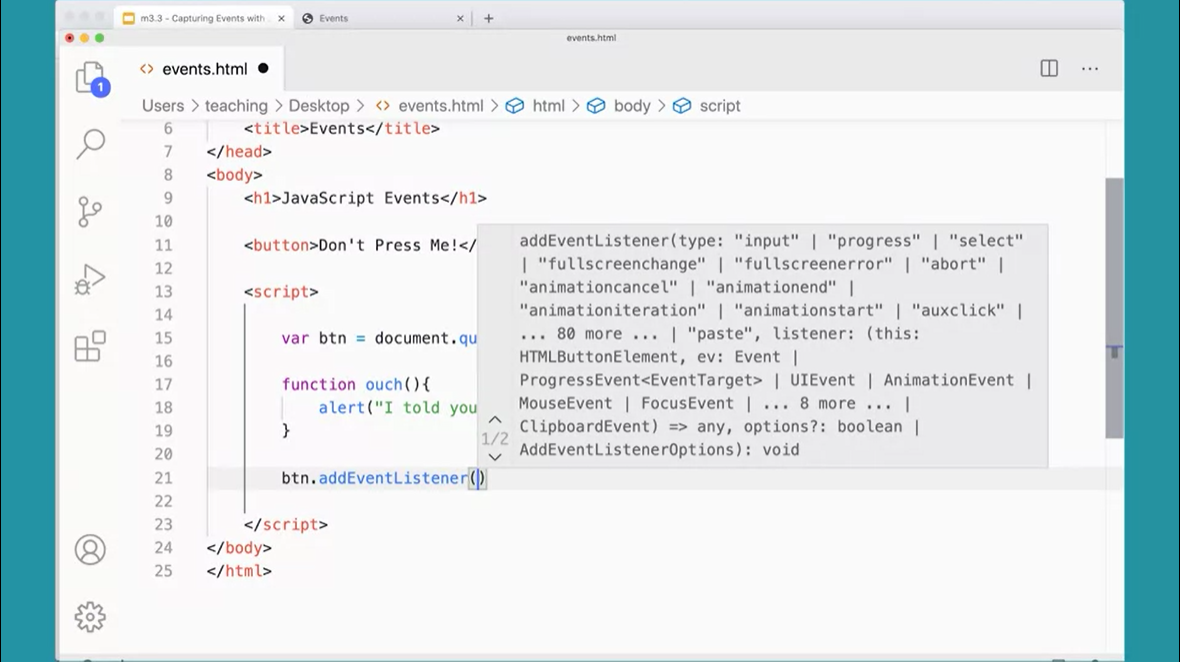 m3.3 - Capturing Events with
Events
events.html
events.html
1
Users > teaching > Desktop > events.html > html > body > script
6 <title>Events</title>
7 </head>
8 <body>
9 <h1>JavaScript Events</h1>
10
11 <button>Don't Press Me!</
12
13 <script>
14
15 var btn = document.qu
16
17 function ouch(){
18 alert("I told you
19 }
20
21 btn.addEventListener()
22
23 </script>
24 </body>
25 </html>
addEventListener(type: "input" | "progress" | "select"
| "fullscreenchange" | "fullscreenerror" | "abort" |
"animationcancel" | "animationend" |
"animationiteration" | "animationstart" | "auxclick" |
... 80 more ... | "paste", listener: (this:
HTMLButtonElement, ev: Event |
ProgressEvent<EventTarget> | UIEvent | AnimationEvent |
MouseEvent | FocusEvent | ... 8 more ... |
ClipboardEvent) => any, options?: boolean |
AddEventListenerOptions): void
1/2